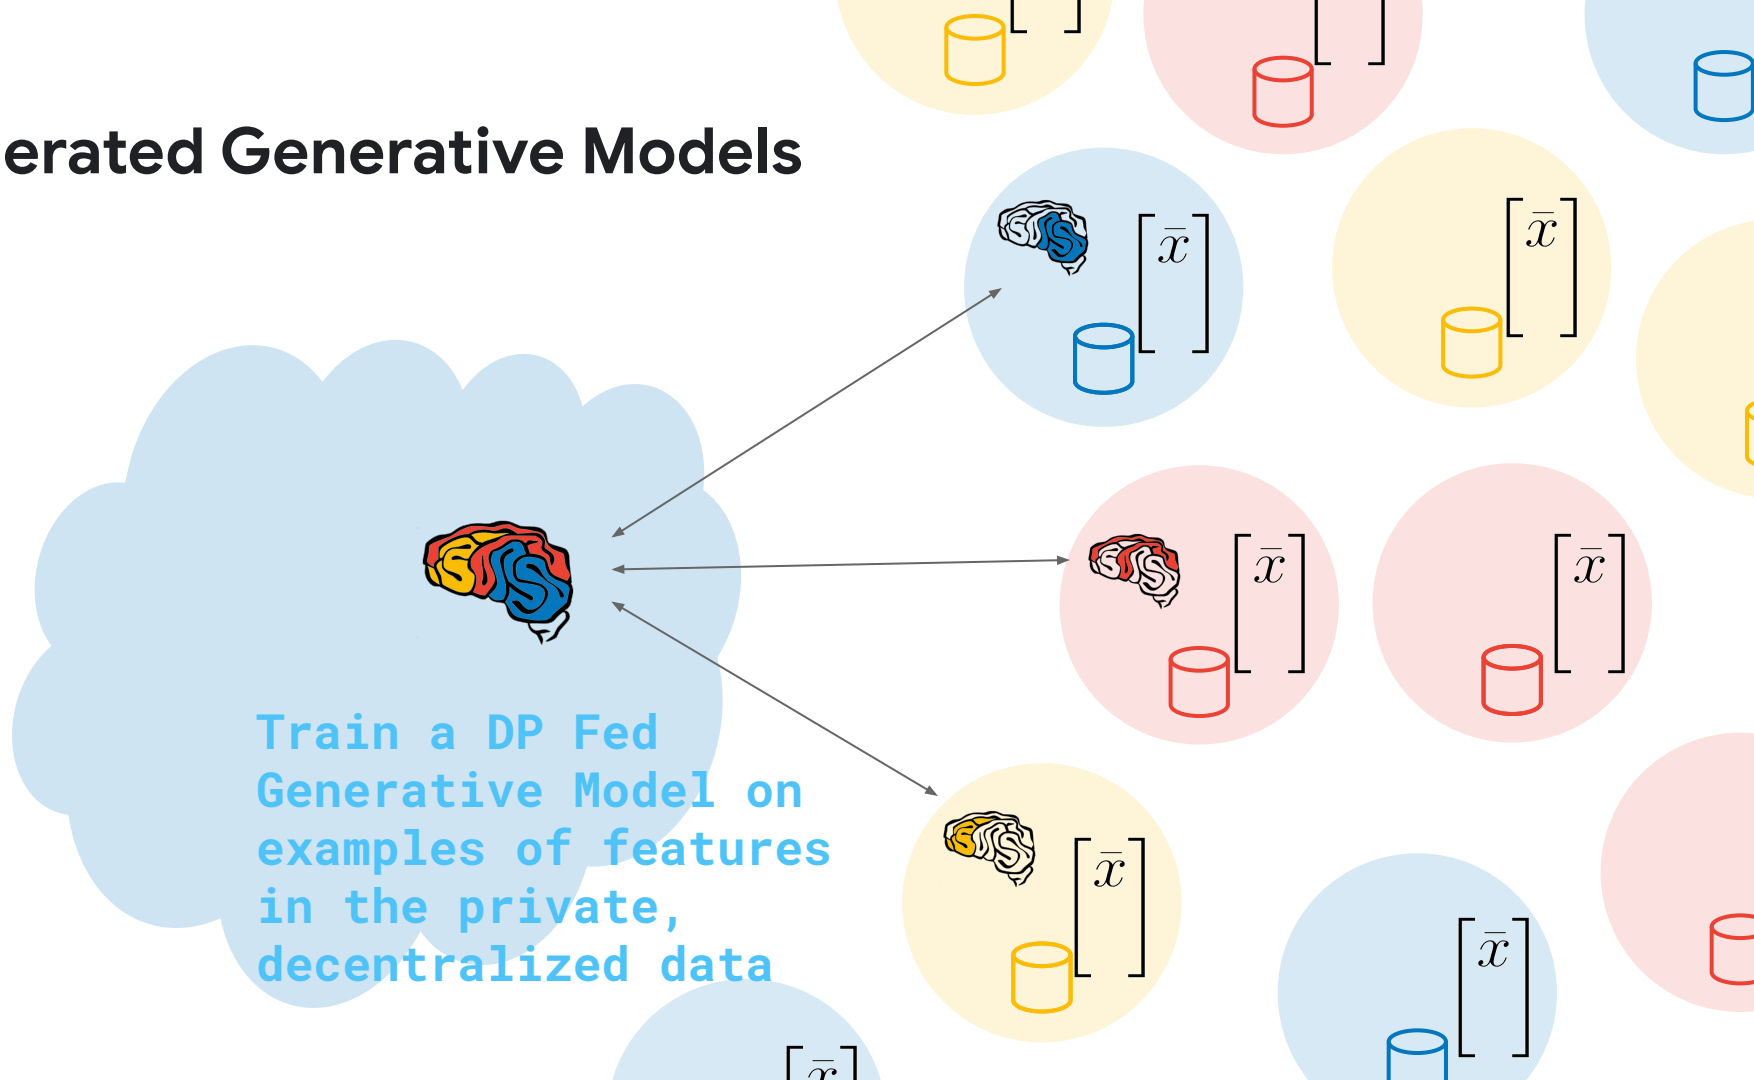 erated Generative Models
x̄
x̄
x̄
x̄
x̄
Train a DP Fed
Generative Model on
examples of features
in the private,
decentralized data
x̄
x̄